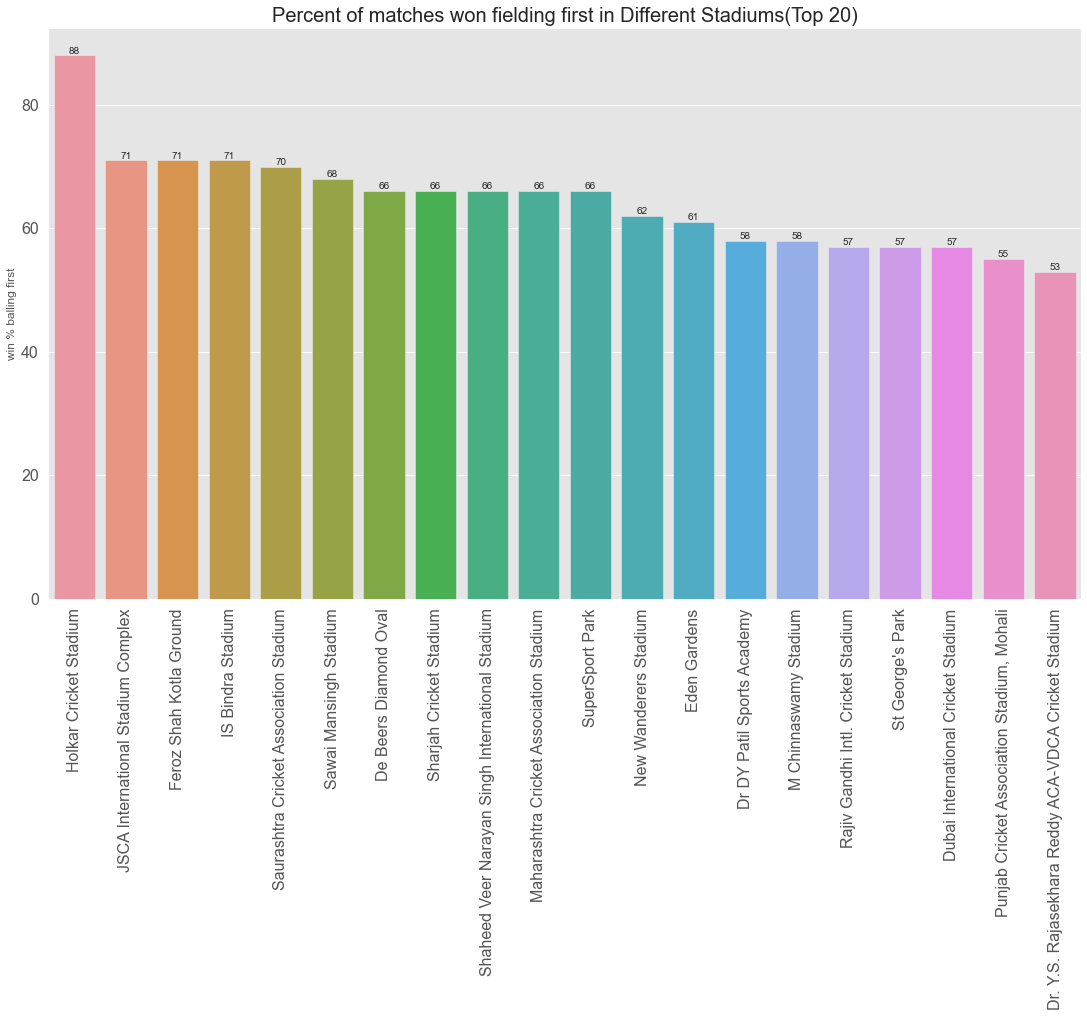 Percent of matches won fielding first in Different Stadiums(Top 20)
win % balling first
80
60
40
20
0
88
71
71
71
70
68
66
66
66
66
66
62
61
58
58
57
57
57
55
53
Holkar Cricket Stadium
JSCA International Stadium Complex
Feroz Shah Kotla Ground
IS Bindra Stadium
Saurashtra Cricket Association Stadium
Sawai Mansingh Stadium
De Beers Diamond Oval
Sharjah Cricket Stadium
Shaheed Veer Narayan Singh International Stadium
Maharashtra Cricket Association Stadium
SuperSport Park
New Wanderers Stadium
Eden Gardens
Dr DY Patil Sports Academy
M Chinnaswamy Stadium
Rajiv Gandhi Intl. Cricket Stadium
St George's Park
Dubai International Cricket Stadium
Punjab Cricket Association Stadium, Mohali
Dr. Y.S. Rajasekhara Reddy ACA-VDCA Cricket Stadium